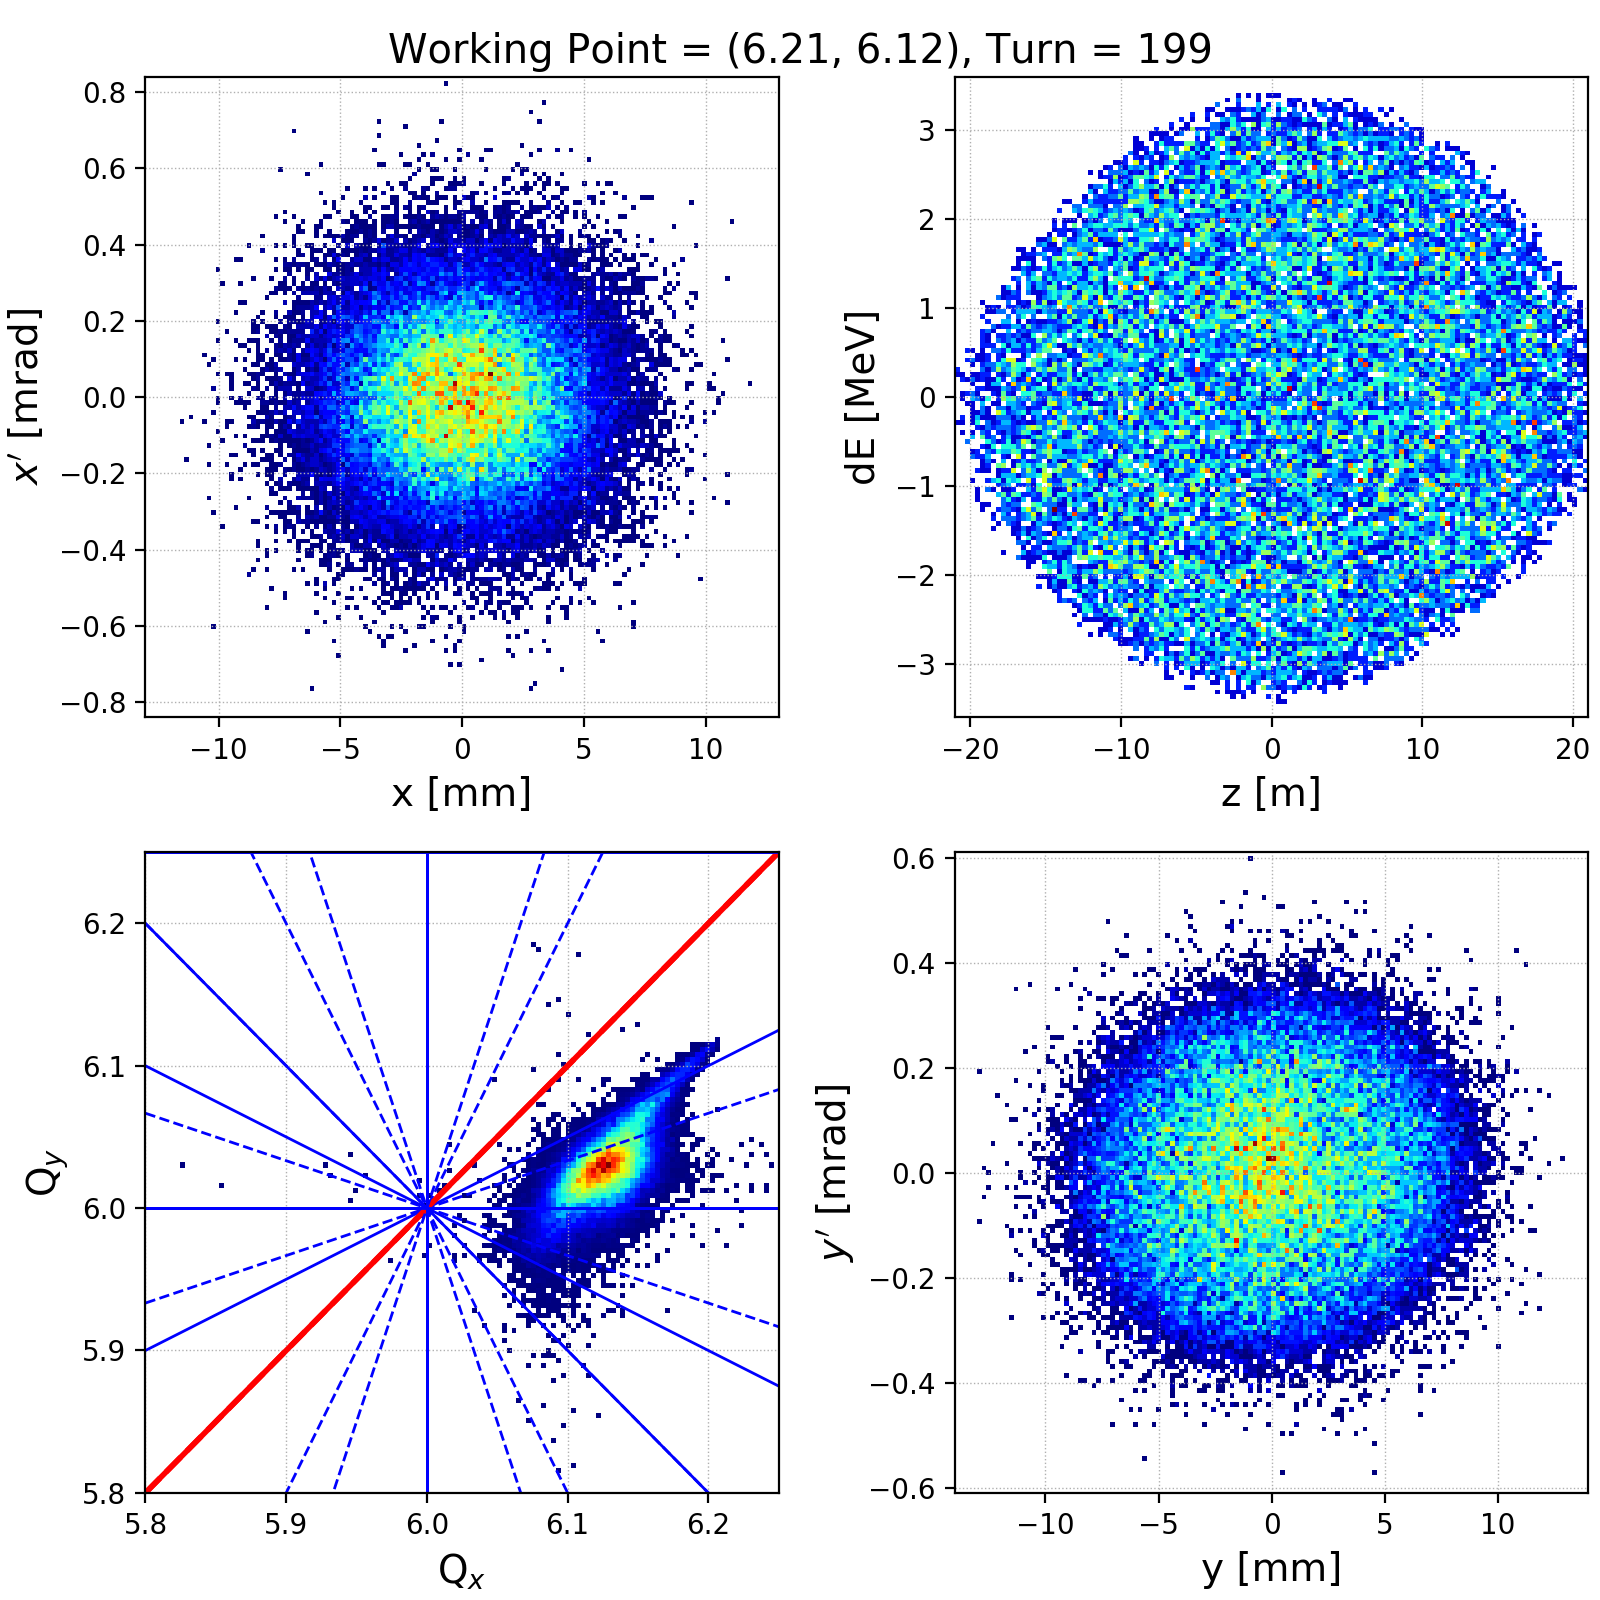 Working Point = (6.21, 6.12), Turn = 199
0.8
0.6
0.4
0.2
0.0
−0.2
−0.4
−0.6
−0.8
x′ [mrad]
−10 −5 0 5 10
x [mm]
3
2
1
0
−1
−2
−3
dE [MeV]
−20 −10 0 10 20
z [m]
6.2
6.1
6.0
5.9
5.8
Qy
5.8 5.9 6.0 6.1 6.2
Qx
0.6
0.4
0.2
0.0
−0.2
−0.4
−0.6
y′ [mrad]
−10 −5 0 5 10
y [mm]